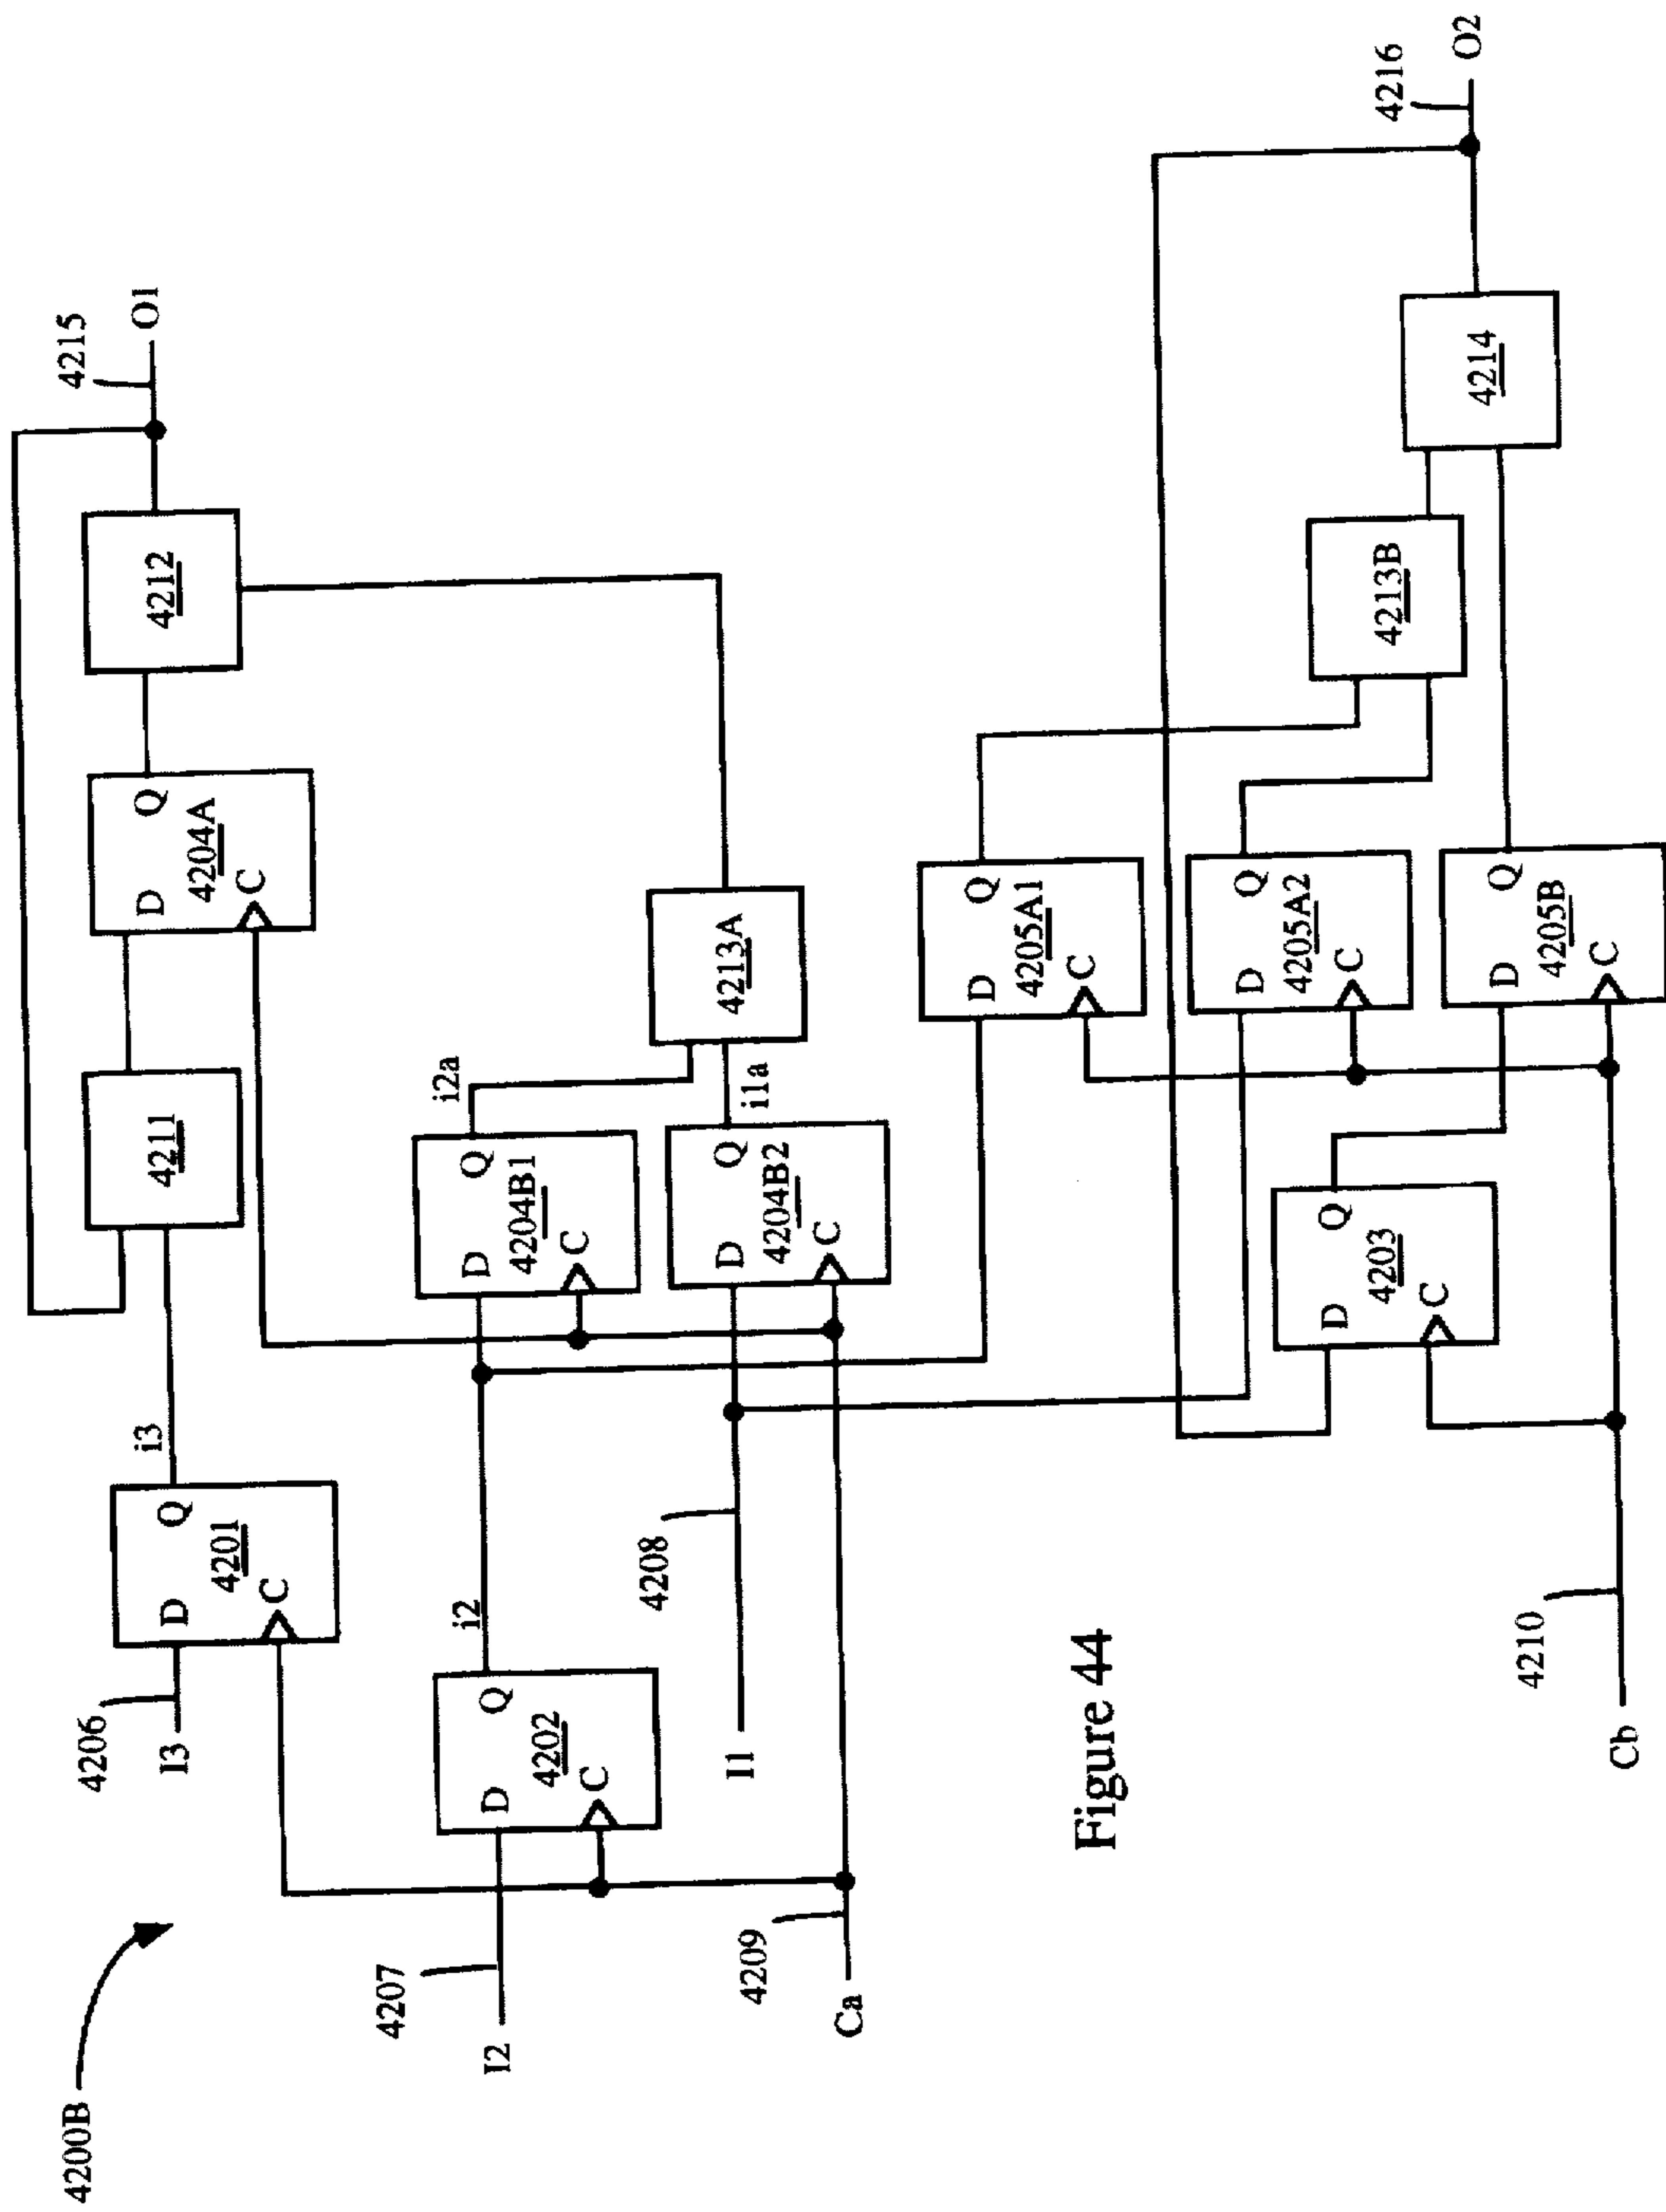 4200B
4206
I3
D
Q
4201
C
i3
4211
D
Q
4204A
C
4212
4215
O1
4207
I2
D
Q
4202
C
i2
D
Q
4204B1
C
i2a
4208
I1
D
Q
4204B2
C
i1a
4213A
4209
Ca
D
Q
4205A1
C
D
Q
4205A2
C
4213B
4214
4216
O2
D
Q
4203
C
D
Q
4205B
C
4210
Cb
Figure 44